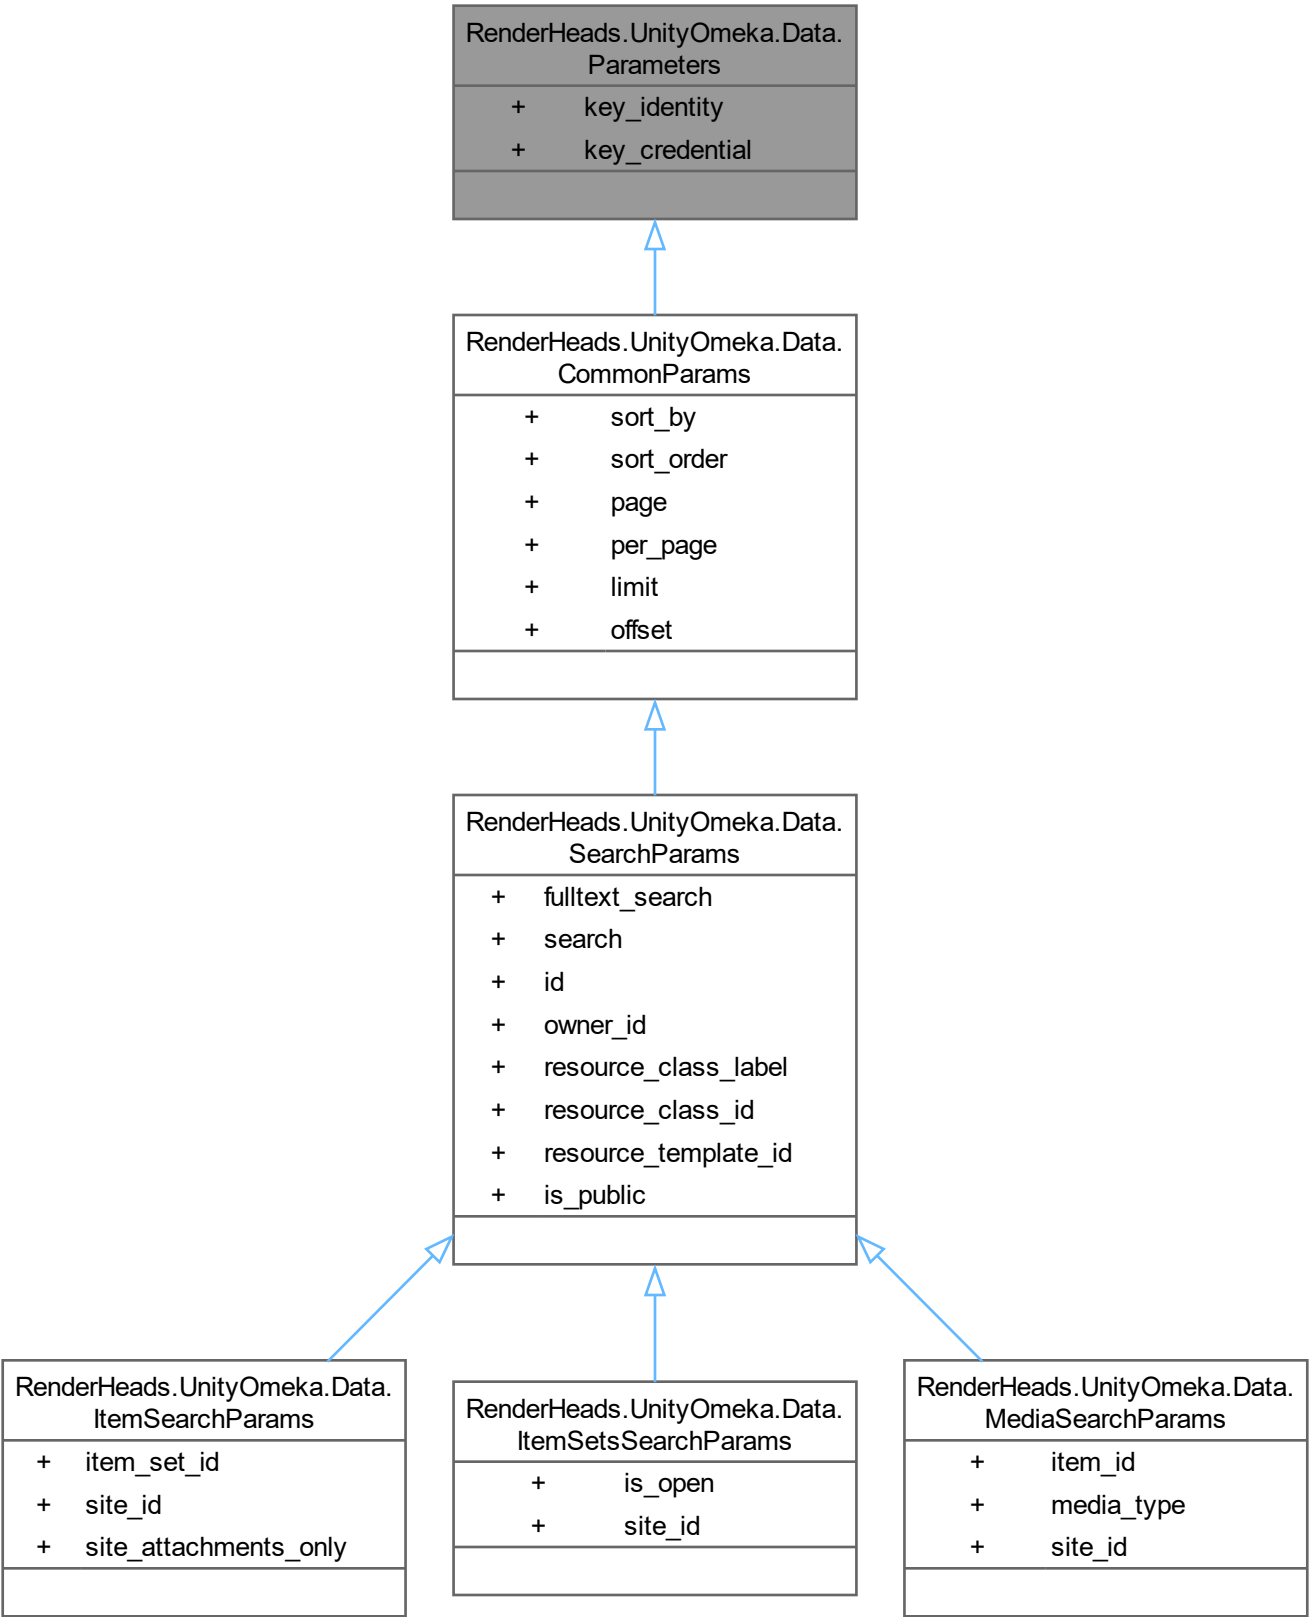 RenderHeads.UnityOmeka.Data.
Parameters
+ key_identity
+ key_credential
RenderHeads.UnityOmeka.Data.
CommonParams
+ sort_by
+ sort_order
+ page
+ per_page
+ limit
+ offset
RenderHeads.UnityOmeka.Data.
SearchParams
+ fulltext_search
+ search
+ id
+ owner_id
+ resource_class_label
+ resource_class_id
+ resource_template_id
+ is_public
RenderHeads.UnityOmeka.Data.
ItemSearchParams
+ item_set_id
+ site_id
+ site_attachments_only
RenderHeads.UnityOmeka.Data.
ItemSetsSearchParams
+ is_open
+ site_id
RenderHeads.UnityOmeka.Data.
MediaSearchParams
+ item_id
+ media_type
+ site_id